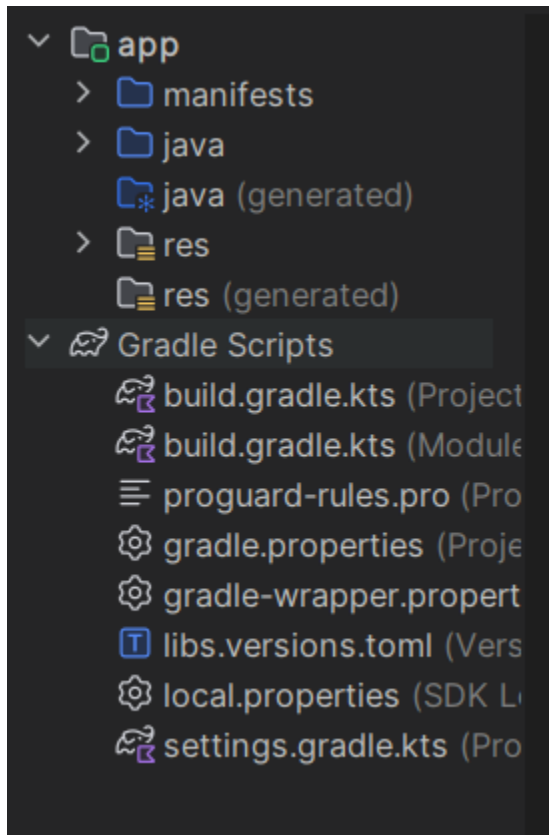 app
manifests
java
java (generated)
res
res (generated)
Gradle Scripts
build.gradle.kts (Project
build.gradle.kts (Module
proguard-rules.pro (Pro
gradle.properties (Proje
gradle-wrapper.propert
libs.versions.toml (Vers
local.properties (SDK L
settings.gradle.kts (Pro